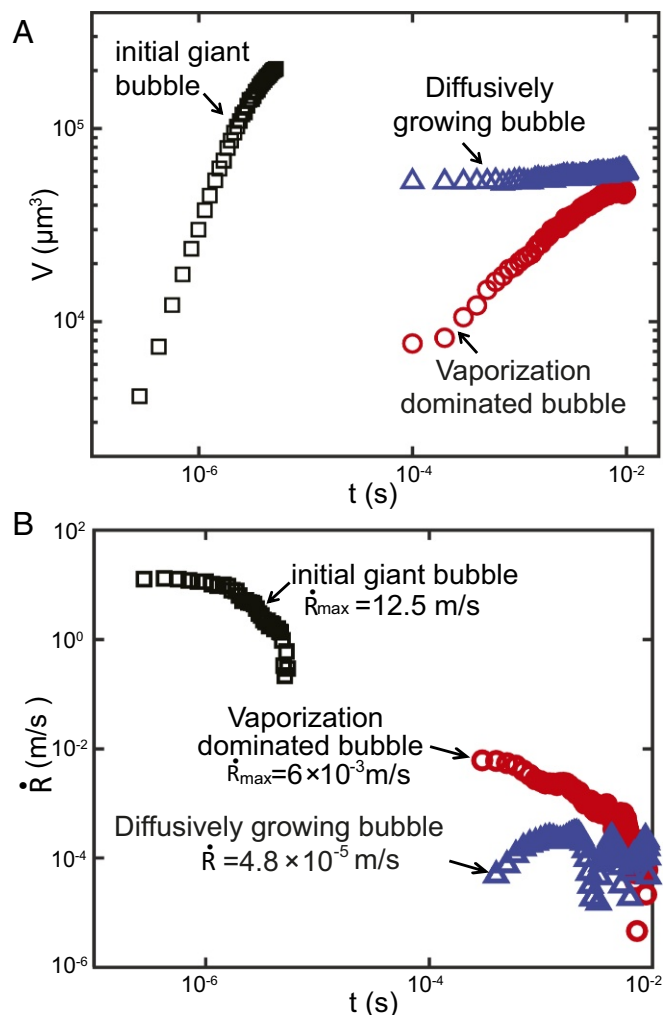 A
initial giant
bubble
Diffusively
growing bubble
Vaporization
dominated bubble
10⁵
10⁴
V (µm³)
10⁻⁶
10⁻⁴
10⁻²
t (s)
B
10²
10⁰
10⁻²
10⁻⁴
10⁻⁶
Ṙ (m/s)
initial giant bubble
Ṙmax =12.5 m/s
Vaporization
dominated bubble
Ṙmax=6×10⁻³m/s
Diffusively growing bubble
Ṙ =4.8×10⁻⁵ m/s
10⁻⁶
10⁻⁴
10⁻²
t (s)